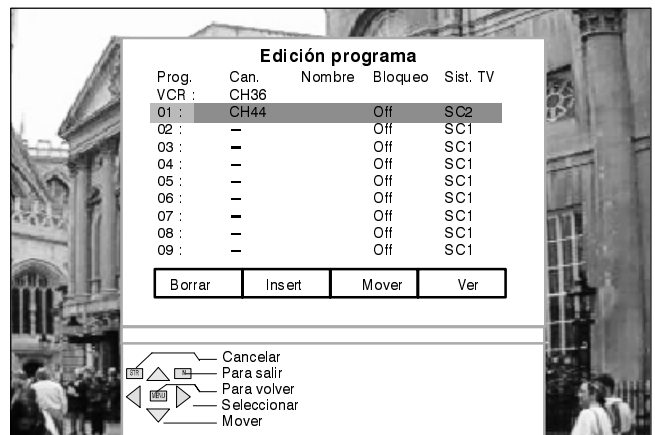 Edición programa
Prog. Can. Nombre Bloqueo Sist. TV
VCR : CH36
01 : CH44 Off SC2
02 : – Off SC1
03 : – Off SC1
04 : – Off SC1
05 : – Off SC1
06 : – Off SC1
07 : – Off SC1
08 : – Off SC1
09 : – Off SC1
Borrar Insert Mover Ver
Cancelar
STR Para salir
Para volver
MENU
Seleccionar
Mover